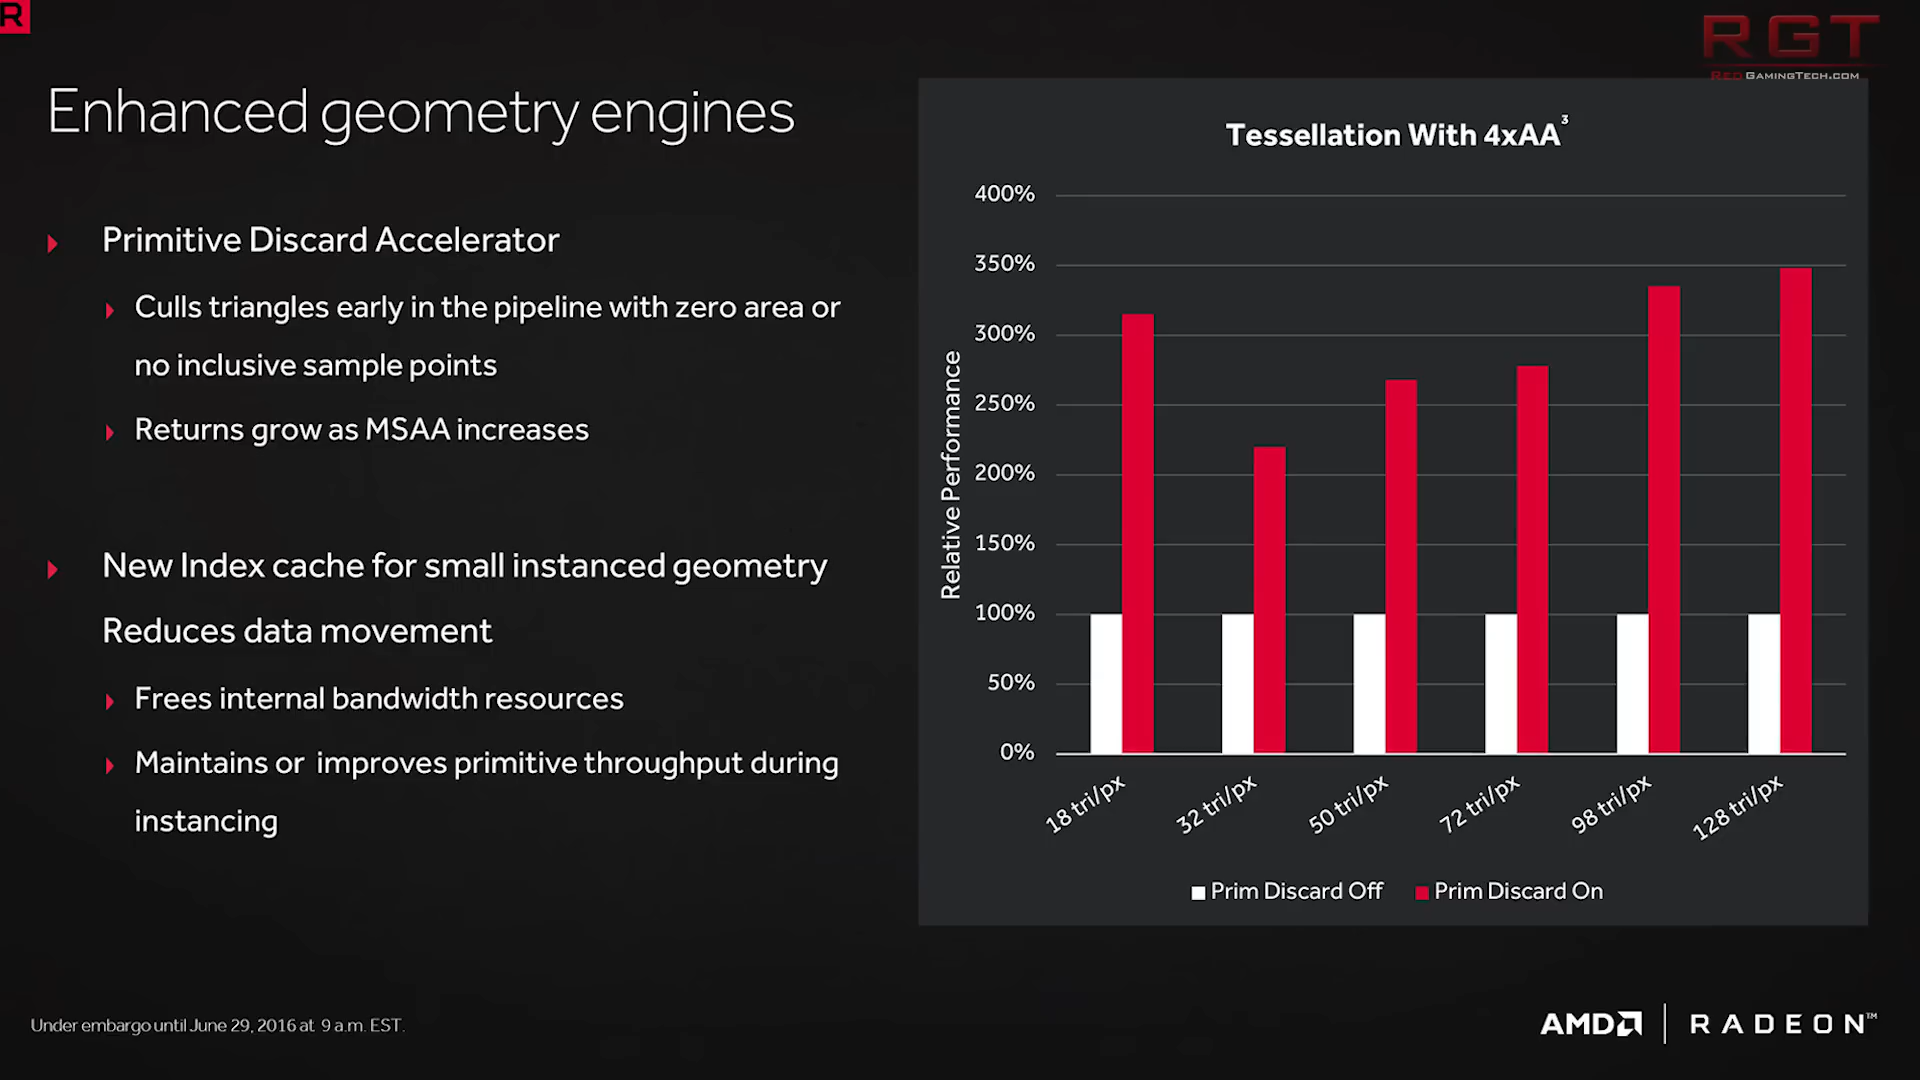 R
RGT
REDGAMINGTECH.COM
Enhanced geometry engines
Primitive Discard Accelerator
Culls triangles early in the pipeline with zero area or
no inclusive sample points
Returns grow as MSAA increases
New Index cache for small instanced geometry
Reduces data movement
Frees internal bandwidth resources
Maintains or improves primitive throughput during
instancing
Tessellation With 4xAA³
Relative Performance
400%
350%
300%
250%
200%
150%
100%
50%
0%
18 tri/px
32 tri/px
50 tri/px
72 tri/px
98 tri/px
128 tri/px
Prim Discard Off
Prim Discard On
Under embargo until June 29, 2016 at 9 a.m. EST.
AMD
RADEON™